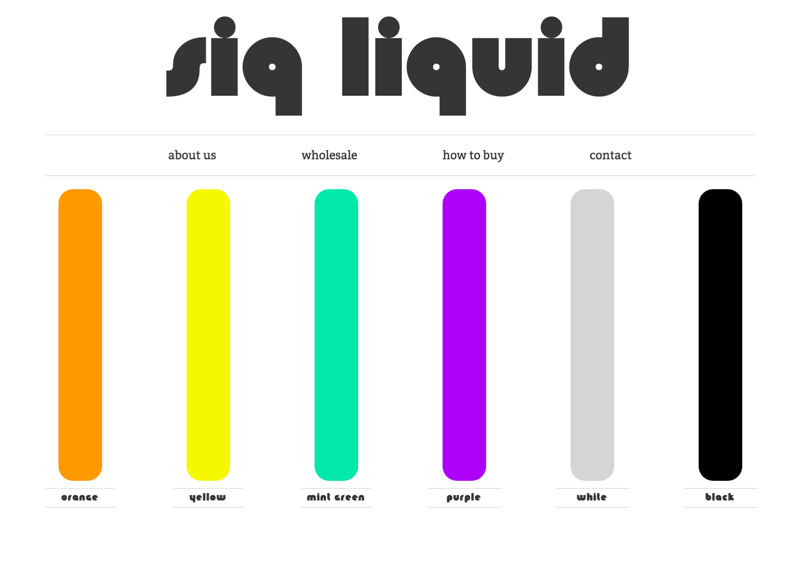 siq liquid
about us wholesale how to buy contact
orange yellow mint green purple white black